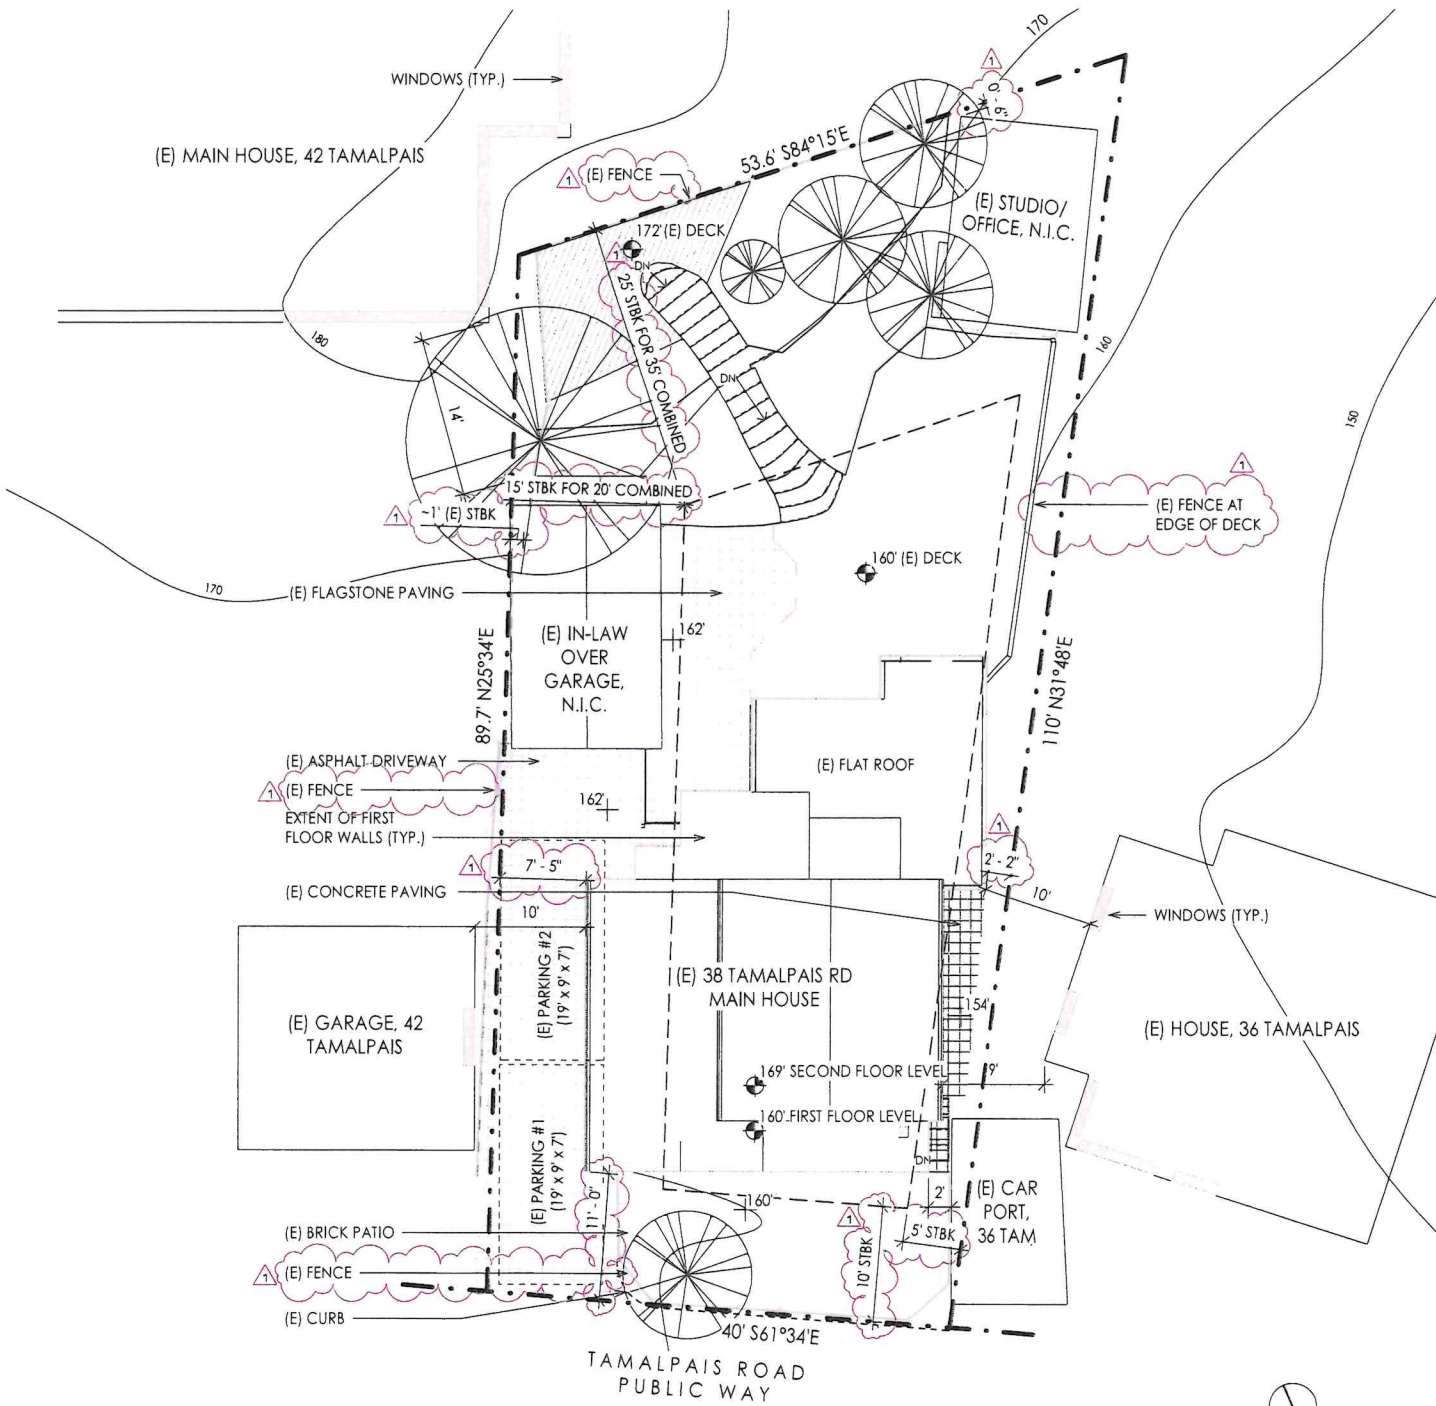 170
1
WINDOWS (TYP.)
0' - 6"
(E) MAIN HOUSE, 42 TAMALPAIS
53.6' S84°15'E
1
(E) FENCE
(E) STUDIO/
OFFICE, N.I.C.
172' (E) DECK
1
DN
25' STBK FOR 35' COMBINED
180
160
DN
150
14'
1
15' STBK FOR 20' COMBINED
1
~1' (E) STBK
(E) FENCE AT
EDGE OF DECK
160' (E) DECK
170
(E) FLAGSTONE PAVING
(E) IN-LAW
OVER
GARAGE,
N.I.C.
162'
89.7' N25°34'E
110' N31°48'E
(E) ASPHALT DRIVEWAY
(E) FLAT ROOF
1
(E) FENCE
162'
EXTENT OF FIRST
FLOOR WALLS (TYP.)
1
1
7' - 5"
2' - 2"
(E) CONCRETE PAVING
10'
10'
WINDOWS (TYP.)
(E) PARKING #2
(19' x 9' x 7')
(E) 38 TAMALPAIS RD
MAIN HOUSE
154'
(E) GARAGE, 42
TAMALPAIS
(E) HOUSE, 36 TAMALPAIS
169' SECOND FLOOR LEVEL
9'
160' FIRST FLOOR LEVEL
(E) PARKING #1
(19' x 9' x 7')
DN
11' - 0"
160'
2'
(E) CAR
PORT,
36 TAM
1
5' STBK
(E) BRICK PATIO
10' STBK
1
(E) FENCE
(E) CURB
40' S61°34'E
TAMALPAIS ROAD
PUBLIC WAY